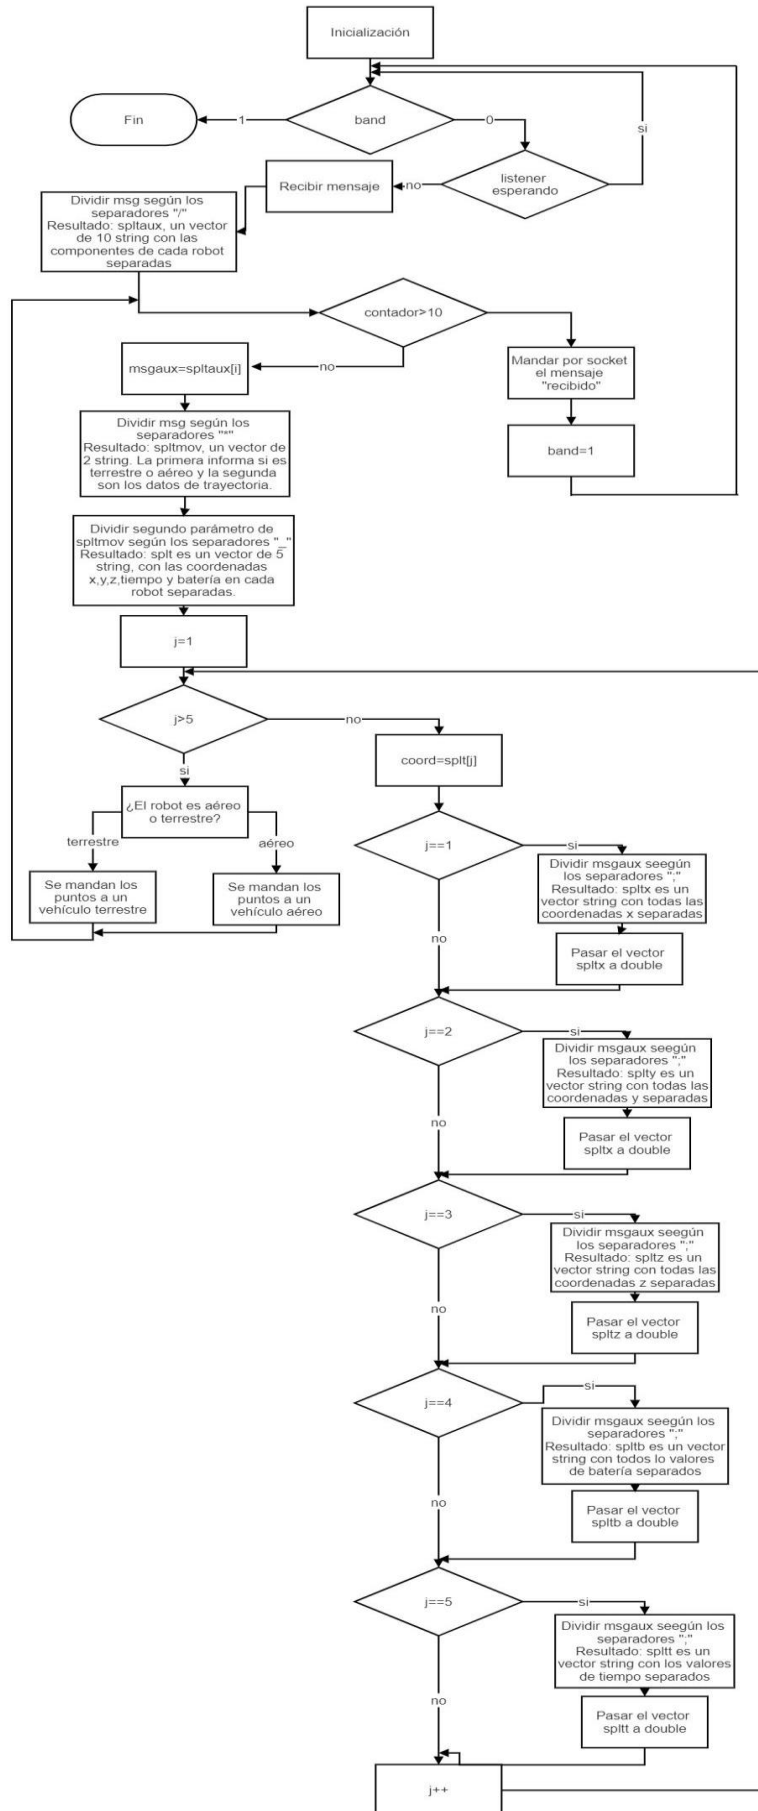 Inicialización
band
1
Fin
0
si
listener
esperando
no
Recibir mensaje
Dividir msg según los
separadores "/"
Resultado: spltaux, un vector
de 10 string con las
componentes de cada robot
separadas
contador>10
no
msgaux=spltaux[i]
Mandar por socket
el mensaje
"recibido"
band=1
Dividir msg según los
separadores "*"
Resultado: spltmov, un vector de
2 string. La primera informa si es
terrestre o aéreo y la segunda
son los datos de trayectoria.
Dividir segundo parámetro de
spltmov según los separadores "_"
Resultado: splt es un vector de 5
string, con las coordenadas
x,y,z,tiempo y batería en cada
robot separadas.
j=1
j>5
no
si
coord=splt[j]
¿El robot es aéreo
o terrestre?
terrestre
aéreo
Se mandan los
puntos a un
vehículo terrestre
Se mandan los
puntos a un
vehículo aéreo
j==1
si
Dividir msgaux seegún
los separadores ";"
Resultado: spltx es un
vector string con todas las
coordenadas x separadas
no
Pasar el vector
spltx a double
j==2
si
Dividir msgaux seegún
los separadores ";"
Resultado: splty es un
vector string con todas las
coordenadas y separadas
no
Pasar el vector
spltx a double
j==3
si
Dividir msgaux seegún
los separadores ";"
Resultado: spltz es un
vector string con todas las
coordenadas z separadas
no
Pasar el vector
spltz a double
j==4
si
Dividir msgaux seegún los
separadores ";"
Resultado: spltb es un vector
string con todos lo valores
de batería separados
no
Pasar el vector
spltb a double
j==5
si
Dividir msgaux seegún los
separadores ";"
Resultado: spltt es un
vector string con los valores
de tiempo separados
no
Pasar el vector
spltt a double
j++